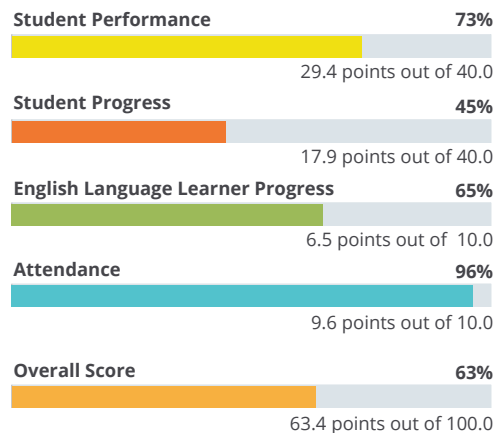 Student Performance 73%
29.4 points out of 40.0
Student Progress 45%
17.9 points out of 40.0
English Language Learner Progress 65%
6.5 points out of 10.0
Attendance 96%
9.6 points out of 10.0
Overall Score 63%
63.4 points out of 100.0